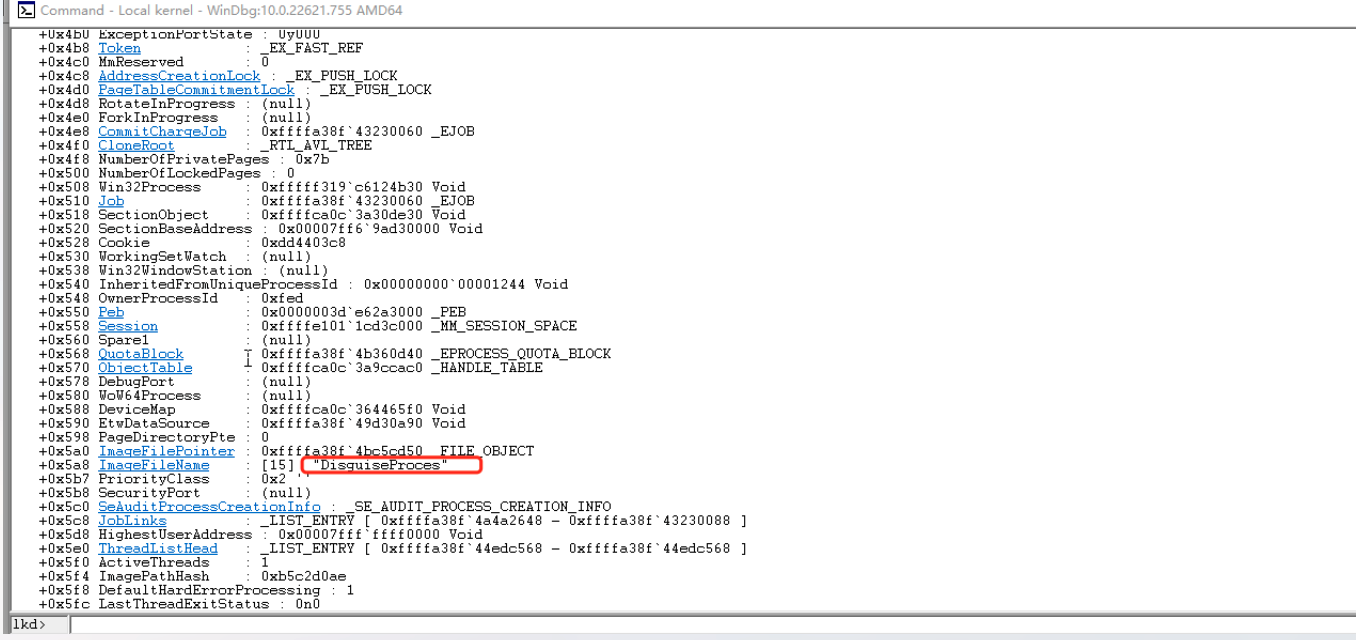 Command - Local kernel - WinDbg:10.0.22621.755 AMD64
+0x4b0 ExceptionPortState : 0y000
+0x4b8 Token : _EX_FAST_REF
+0x4c0 MmReserved : 0
+0x4c8 AddressCreationLock : _EX_PUSH_LOCK
+0x4d0 PageTableCommitmentLock : _EX_PUSH_LOCK
+0x4d8 RotateInProgress : (null)
+0x4e0 ForkInProgress : (null)
+0x4e8 CommitChargeJob : 0xffffa38f`43230060 _EJOB
+0x4f0 CloneRoot : _RTL_AVL_TREE
+0x4f8 NumberOfPrivatePages : 0x7b
+0x500 NumberOfLockedPages : 0
+0x508 Win32Process : 0xfffff319`c6124b30 Void
+0x510 Job : 0xffffa38f`43230060 _EJOB
+0x518 SectionObject : 0xffffca0c`3a30de30 Void
+0x520 SectionBaseAddress : 0x00007ff6`9ad30000 Void
+0x528 Cookie : 0xdd4403c8
+0x530 WorkingSetWatch : (null)
+0x538 Win32WindowStation : (null)
+0x540 InheritedFromUniqueProcessId : 0x00000000`00001244 Void
+0x548 OwnerProcessId : 0xfed
+0x550 Peb : 0x0000003d`e62a3000 _PEB
+0x558 Session : 0xffffe101`1cd3c000 _MM_SESSION_SPACE
+0x560 Spare1 : (null)
+0x568 QuotaBlock : 0xffffa38f`4b360d40 _EPROCESS_QUOTA_BLOCK
+0x570 ObjectTable : 0xffffca0c`3a9ccac0 _HANDLE_TABLE
+0x578 DebugPort : (null)
+0x580 WoW64Process : (null)
+0x588 DeviceMap : 0xffffca0c`364465f0 Void
+0x590 EtwDataSource : 0xffffa38f`49d30a90 Void
+0x598 PageDirectoryPte : 0
+0x5a0 ImageFilePointer : 0xffffa38f`4bc5cd50 _FILE_OBJECT
+0x5a8 ImageFileName : [15] "DisguiseProces"
+0x5b7 PriorityClass : 0x2 ''
+0x5b8 SecurityPort : (null)
+0x5c0 SeAuditProcessCreationInfo : _SE_AUDIT_PROCESS_CREATION_INFO
+0x5c8 JobLinks : _LIST_ENTRY [ 0xffffa38f`4a4a2648 - 0xffffa38f`43230088 ]
+0x5d8 HighestUserAddress : 0x00007fff`ffff0000 Void
+0x5e0 ThreadListHead : _LIST_ENTRY [ 0xffffa38f`44edc568 - 0xffffa38f`44edc568 ]
+0x5f0 ActiveThreads : 1
+0x5f4 ImagePathHash : 0xb5c2d0ae
+0x5f8 DefaultHardErrorProcessing : 1
+0x5fc LastThreadExitStatus : 0n0
lkd>